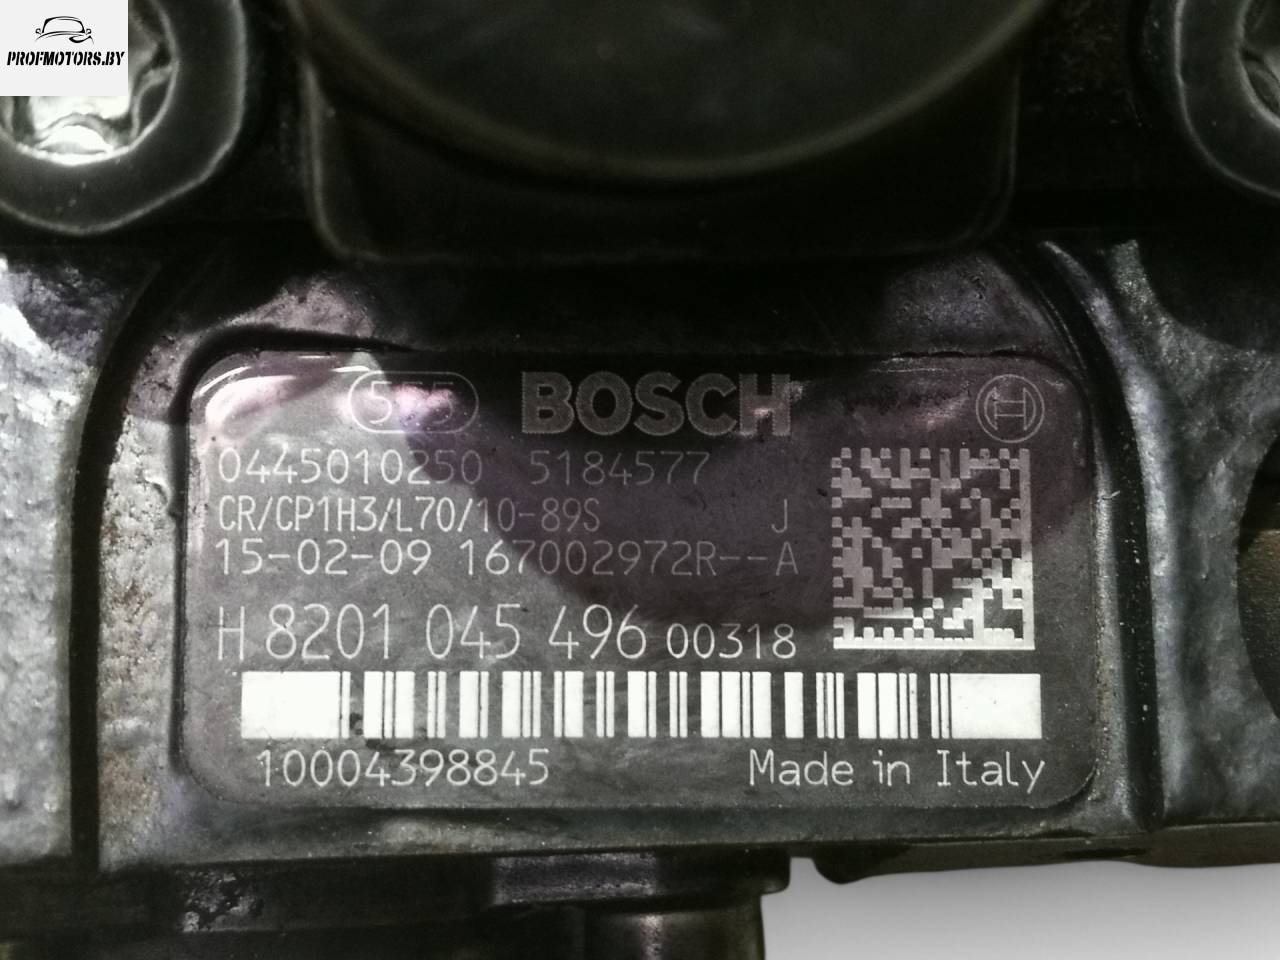 PROFMOTORS.BY
555 BOSCH
0445010250 5184577
CR/CP1H3/L70/10-89S J
15-02-09 167002972R--A
H 8201 045 496 00318
10004398845 Made in Italy